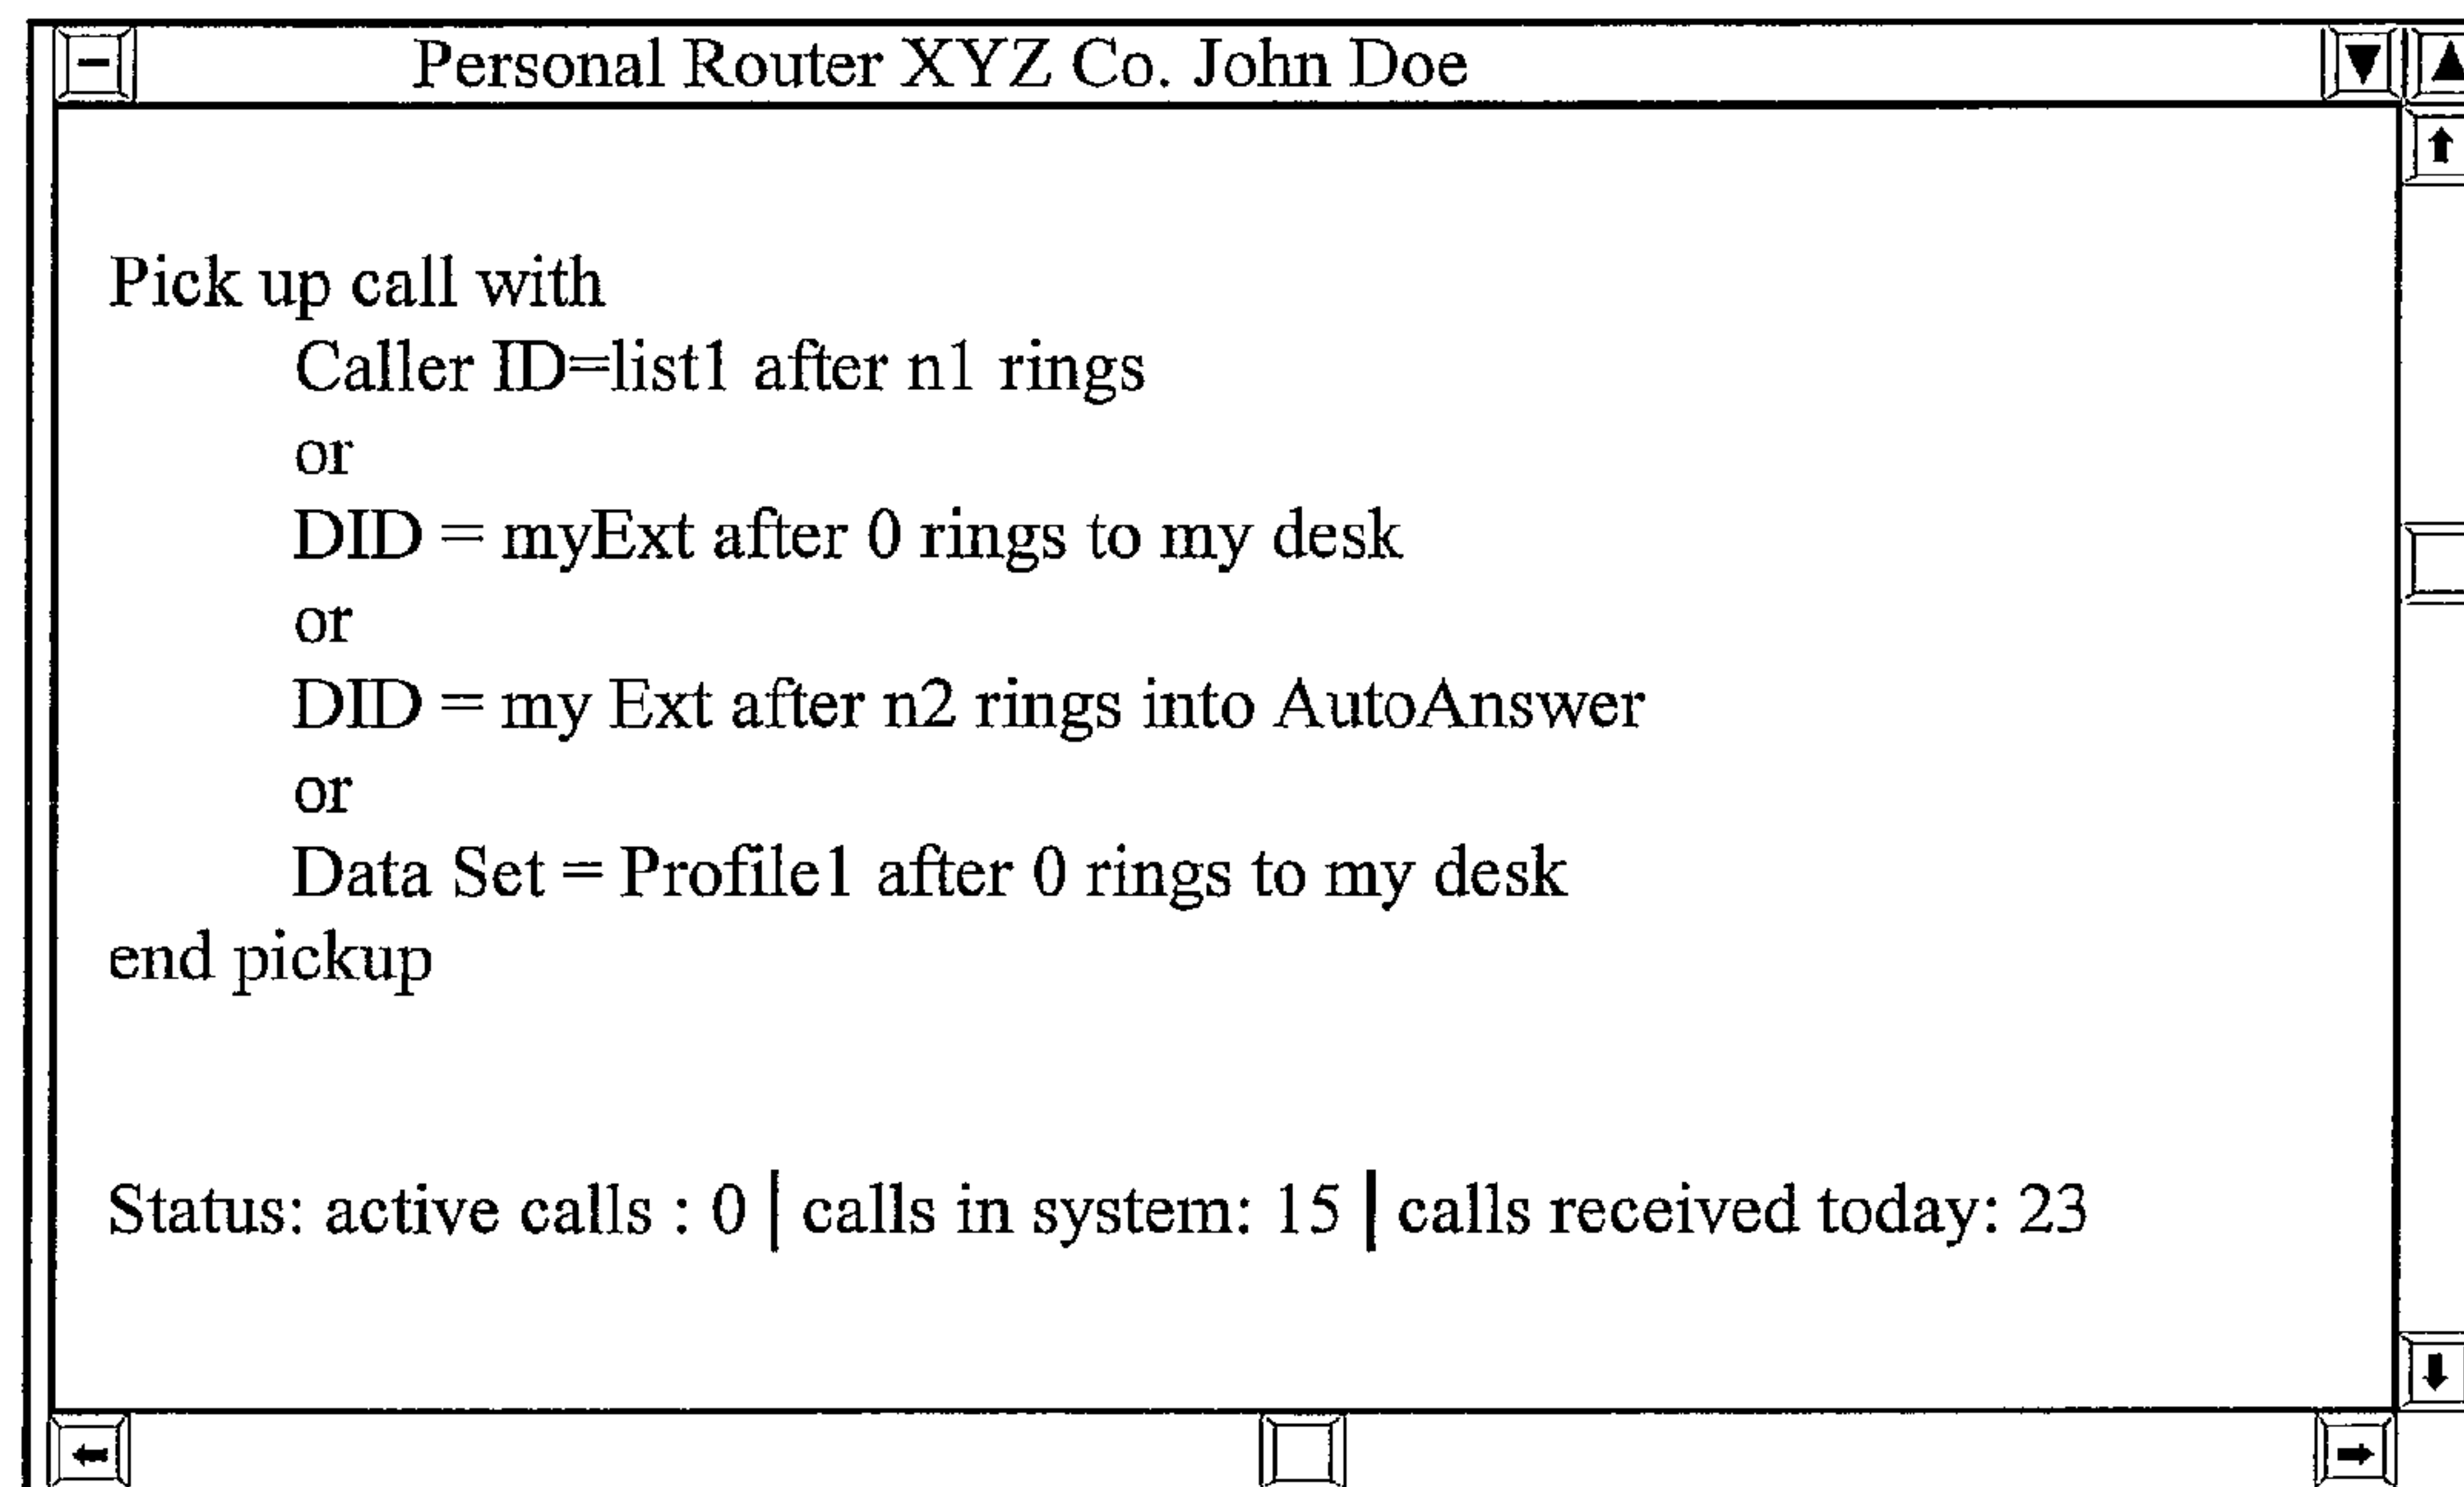 Personal Router XYZ Co. John Doe
Pick up call with
Caller ID=list1 after n1 rings
or
DID = myExt after 0 rings to my desk
or
DID = my Ext after n2 rings into AutoAnswer
or
Data Set = Profile1 after 0 rings to my desk
end pickup
Status: active calls : 0 | calls in system: 15 | calls received today: 23